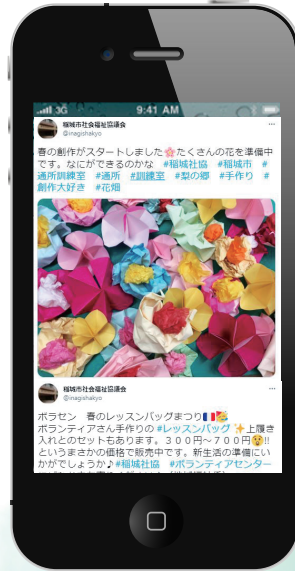 3G 9:41 AM
稲城市社会福祉協議会
@inagishakyo
春の創作がスタートしました🌸たくさんの花を準備中
です。なにができるのかな #稲城社協 #稲城市 #
通所訓練室 #通所 #訓練室 #梨の郷 #手作り #
創作大好き #花畑
稲城市社会福祉協議会
@inagishakyo
ボラセン 春のレッスンバッグまつり
ボランティアさん手作りの #レッスンバッグ ✨上履き
入れとのセットもあります。３００円～７００円😲!!
というまさかの価格で販売中です。新生活の準備にい
かがでしょうか♪ #稲城社協 #ボランティアセンター